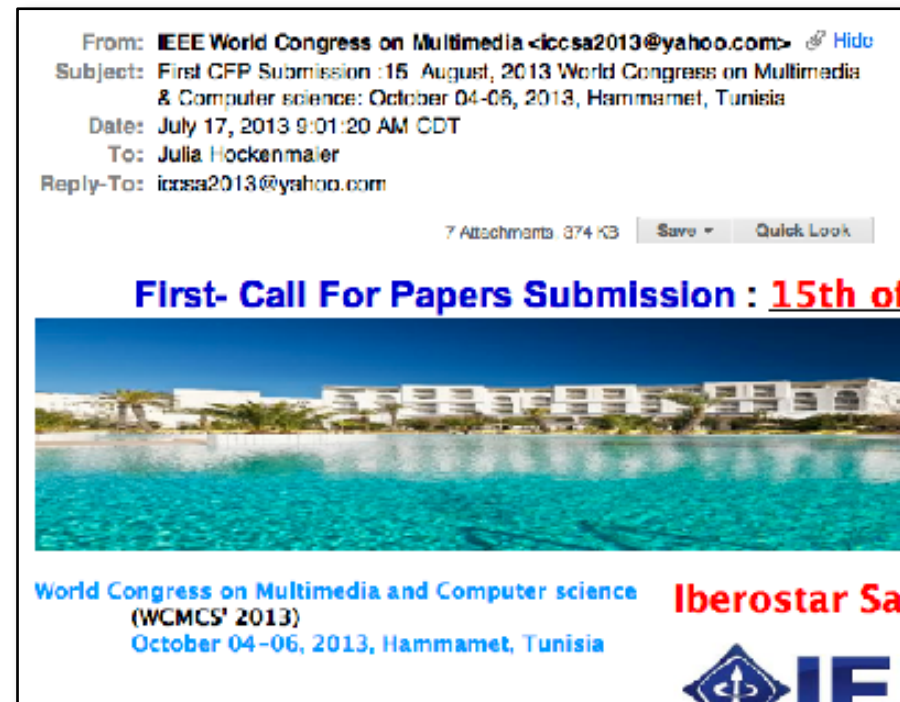 From: IEEE World Congress on Multimedia <iccsa2013@yahoo.com> Hide
Subject: First CFP Submission :15 August, 2013 World Congress on Multimedia
& Computer science: October 04-06, 2013, Hammamet, Tunisia
Date: July 17, 2013 9:01:20 AM CDT
To: Julia Hockenmaier
Reply-To: iccsa2013@yahoo.com
7 Attachments, 874 KB Save Quick Look
First- Call For Papers Submission : 15th of
World Congress on Multimedia and Computer science
(WCMCS' 2013)
October 04-06, 2013, Hammamet, Tunisia
Iberostar Sa
IE